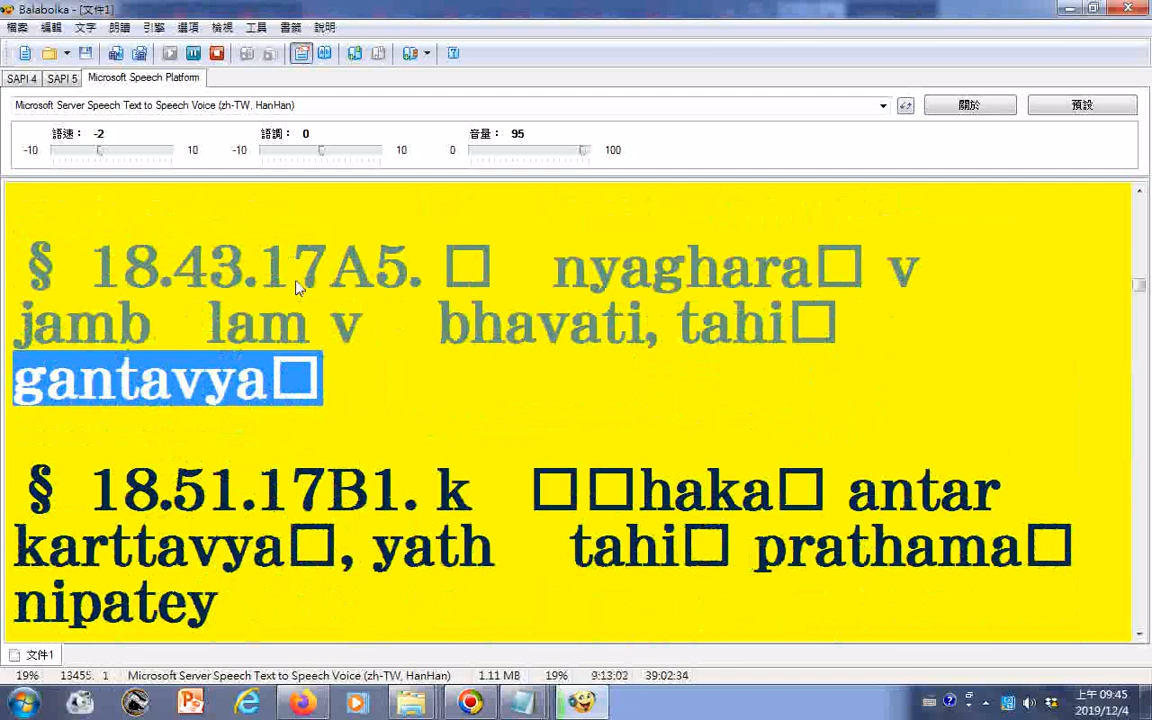 Balabolka - [文件1]
檔案 編輯 文字 朗讀 引擎 選項 檢視 工具 書籤 說明
SAPI 4 SAPI 5 Microsoft Speech Platform
Microsoft Server Speech Text to Speech Voice (zh-TW, HanHan) 關於 預設
語速： -2 語調： 0 音量： 95
-10 10 -10 10 0 100
§ 18.43.17A5. □ nyaghara□ v
jamb lam v bhavati, tahi□
gantavya□
§ 18.51.17B1. k □□haka□ antar
karttavya□, yath tahi□ prathama□
nipatey
文件1
19% 13455. 1 Microsoft Server Speech Text to Speech Voice (zh-TW, HanHan) 1.11 MB 19% 9:13:02 39:02:34
上午 09:45
2019/12/4